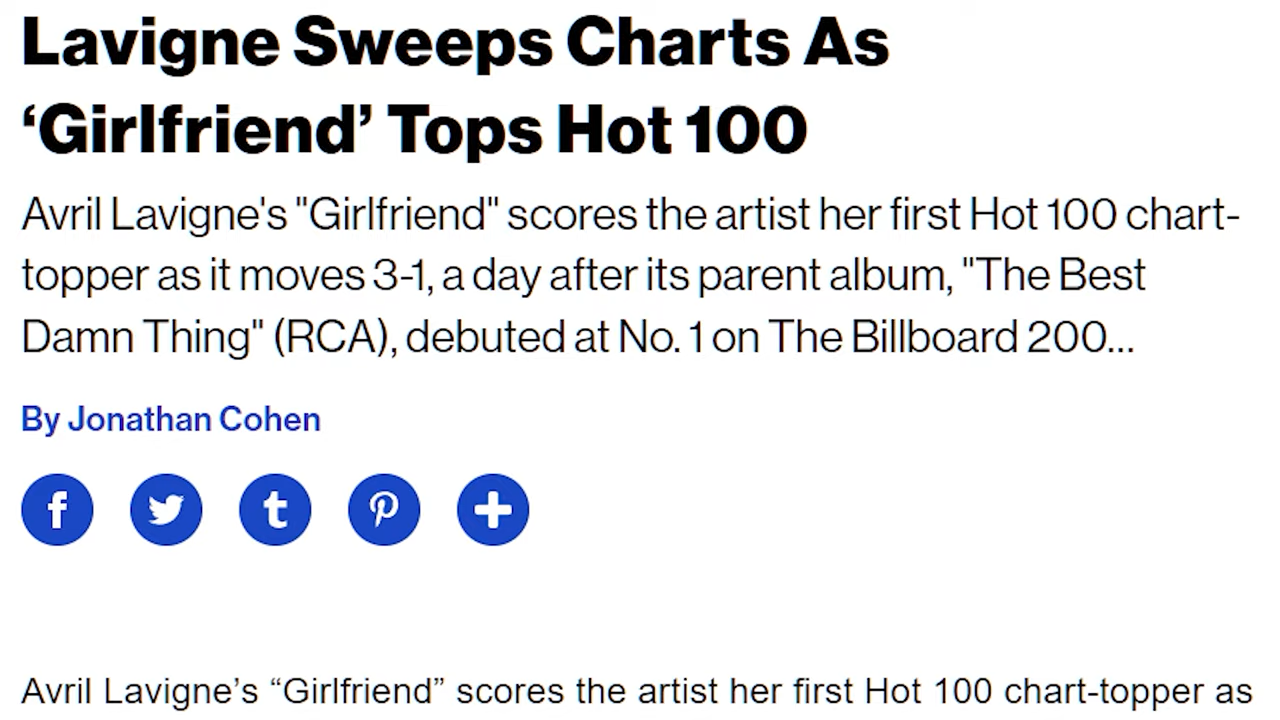 Lavigne Sweeps Charts As
‘Girlfriend’ Tops Hot 100
Avril Lavigne's "Girlfriend" scores the artist her first Hot 100 chart-
topper as it moves 3-1, a day after its parent album, "The Best
Damn Thing" (RCA), debuted at No. 1 on The Billboard 200...
By Jonathan Cohen
Avril Lavigne’s “Girlfriend” scores the artist her first Hot 100 chart-topper as